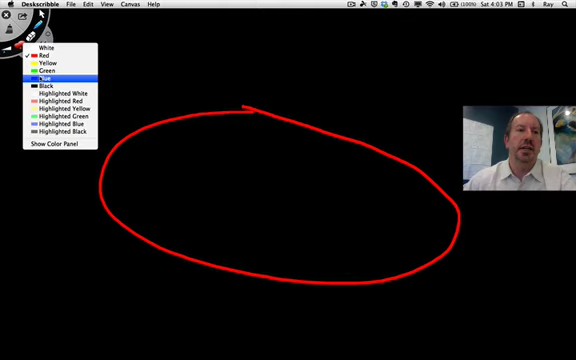 Deskscribble File Edit View Canvas Help (100%) Sat 4:03 PM Ray
White
Red
Yellow
Green
Blue
Black
Highlighted White
Highlighted Red
Highlighted Yellow
Highlighted Green
Highlighted Blue
Highlighted Black
Show Color Panel